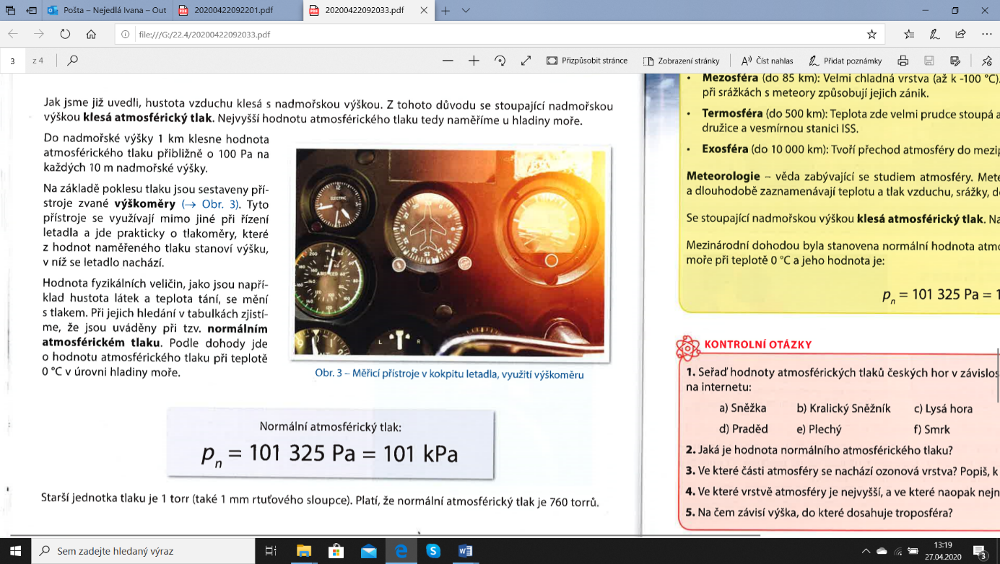 Pošta – Nejedlá Ivana – Out
20200422092201.pdf
20200422092033.pdf
file:///G:/22.4/20200422092033.pdf
3 z 4
Přizpůsobit stránce
Zobrazení stránky
Číst nahlas
Přidat poznámky
Jak jsme již uvedli, hustota vzduchu klesá s nadmořskou výškou. Z tohoto důvodu se stoupající nadmořskou
výškou klesá atmosférický tlak. Nejvyšší hodnotu atmosférického tlaku tedy naměříme u hladiny moře.
Do nadmořské výšky 1 km klesne hodnota
atmosférického tlaku přibližně o 100 Pa na
každých 10 m nadmořské výšky.
Na základě poklesu tlaku jsou sestaveny pří-
stroje zvané výškoměry (→ Obr. 3). Tyto
přístroje se využívají mimo jiné při řízení
letadla a jde prakticky o tlakoměry, které
z hodnot naměřeného tlaku stanoví výšku,
v níž se letadlo nachází.
Hodnota fyzikálních veličin, jako jsou napří-
klad hustota látek a teplota tání, se mění
s tlakem. Při jejich hledání v tabulkách zjistí-
me, že jsou uváděny při tzv. normálním
atmosférickém tlaku. Podle dohody jde
o hodnotu atmosférického tlaku při teplotě
0 °C v úrovni hladiny moře.
ELECTRIC
L R
Obr. 3 – Měřicí přístroje v kokpitu letadla, využití výškoměru
Normální atmosférický tlak:
pn = 101 325 Pa = 101 kPa
Starší jednotka tlaku je 1 torr (také 1 mm rtuťového sloupce). Platí, že normální atmosférický tlak je 760 torrů.
• Mezosféra (do 85 km): Velmi chladná vrstva (až k -100 °C).
při srážkách s meteory způsobují jejich zánik.
• Termosféra (do 500 km): Teplota zde velmi prudce stoupá a
družice a vesmírnou stanici ISS.
• Exosféra (do 10 000 km): Tvoří přechod atmosféry do mezip
Meteorologie – věda zabývající se studiem atmosféry. Mete
a dlouhodobě zaznamenávají teplotu a tlak vzduchu, srážky, d
Se stoupající nadmořskou výškou klesá atmosférický tlak. Na
Mezinárodní dohodou byla stanovena normální hodnota atmo
moře při teplotě 0 °C a jeho hodnota je:
pn = 101 325 Pa = 1
KONTROLNÍ OTÁZKY
1. Seřaď hodnoty atmosférických tlaků českých hor v závislos
na internetu:
a) Sněžka b) Kralický Sněžník c) Lysá hora
d) Praděd e) Plechý f) Smrk
2. Jaká je hodnota normálního atmosférického tlaku?
3. Ve které části atmosféry se nachází ozonová vrstva? Popiš, k
4. Ve které vrstvě atmosféry je nejvyšší, a ve které naopak nejn
5. Na čem závisí výška, do které dosahuje troposféra?
Sem zadejte hledaný výraz
13:19
27.04.2020
3